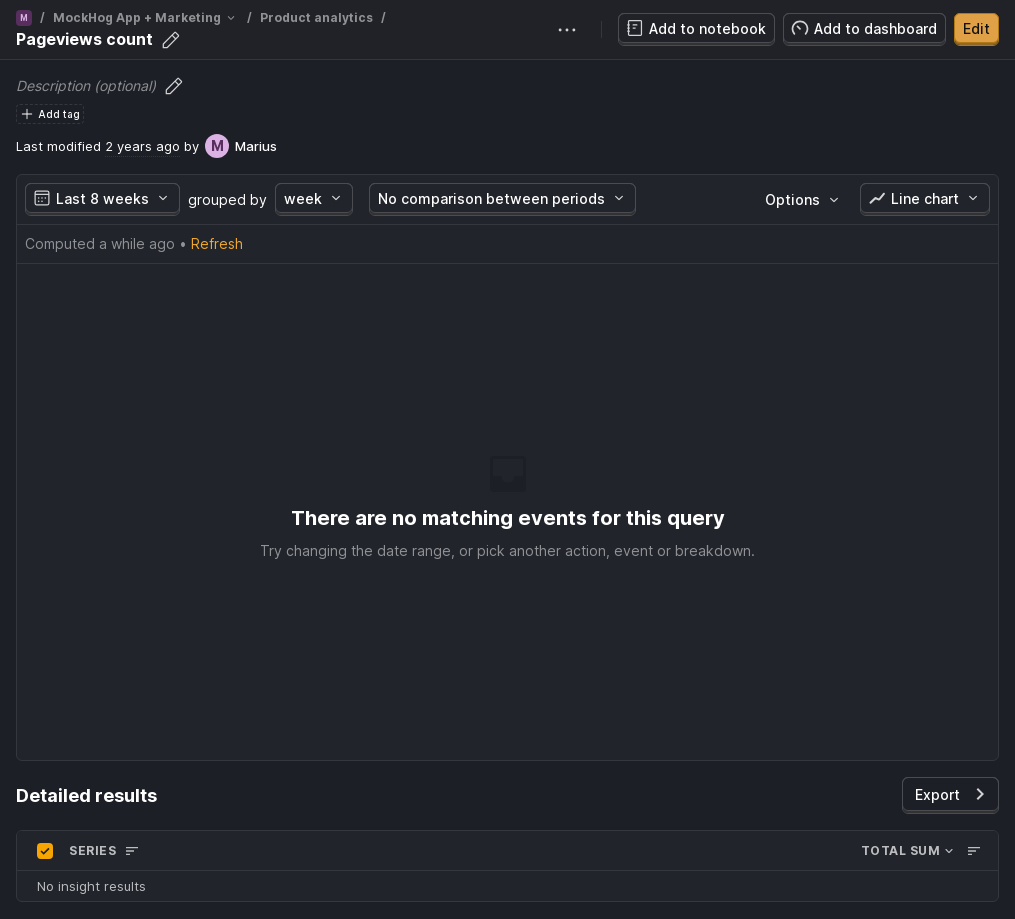 M / MockHog App + Marketing / Product analytics /
Pageviews count
Add to notebook
Add to dashboard
Edit
Description (optional)
Add tag
Last modified 2 years ago by M Marius
Last 8 weeks grouped by week No comparison between periods Options Line chart
Computed a while ago • Refresh
There are no matching events for this query
Try changing the date range, or pick another action, event or breakdown.
Detailed results
Export
SERIES TOTAL SUM
No insight results